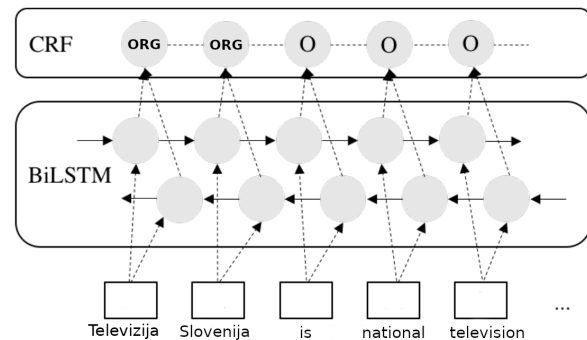 CRF ORG ORG O O O
BiLSTM
Televizija Slovenija is national television ...